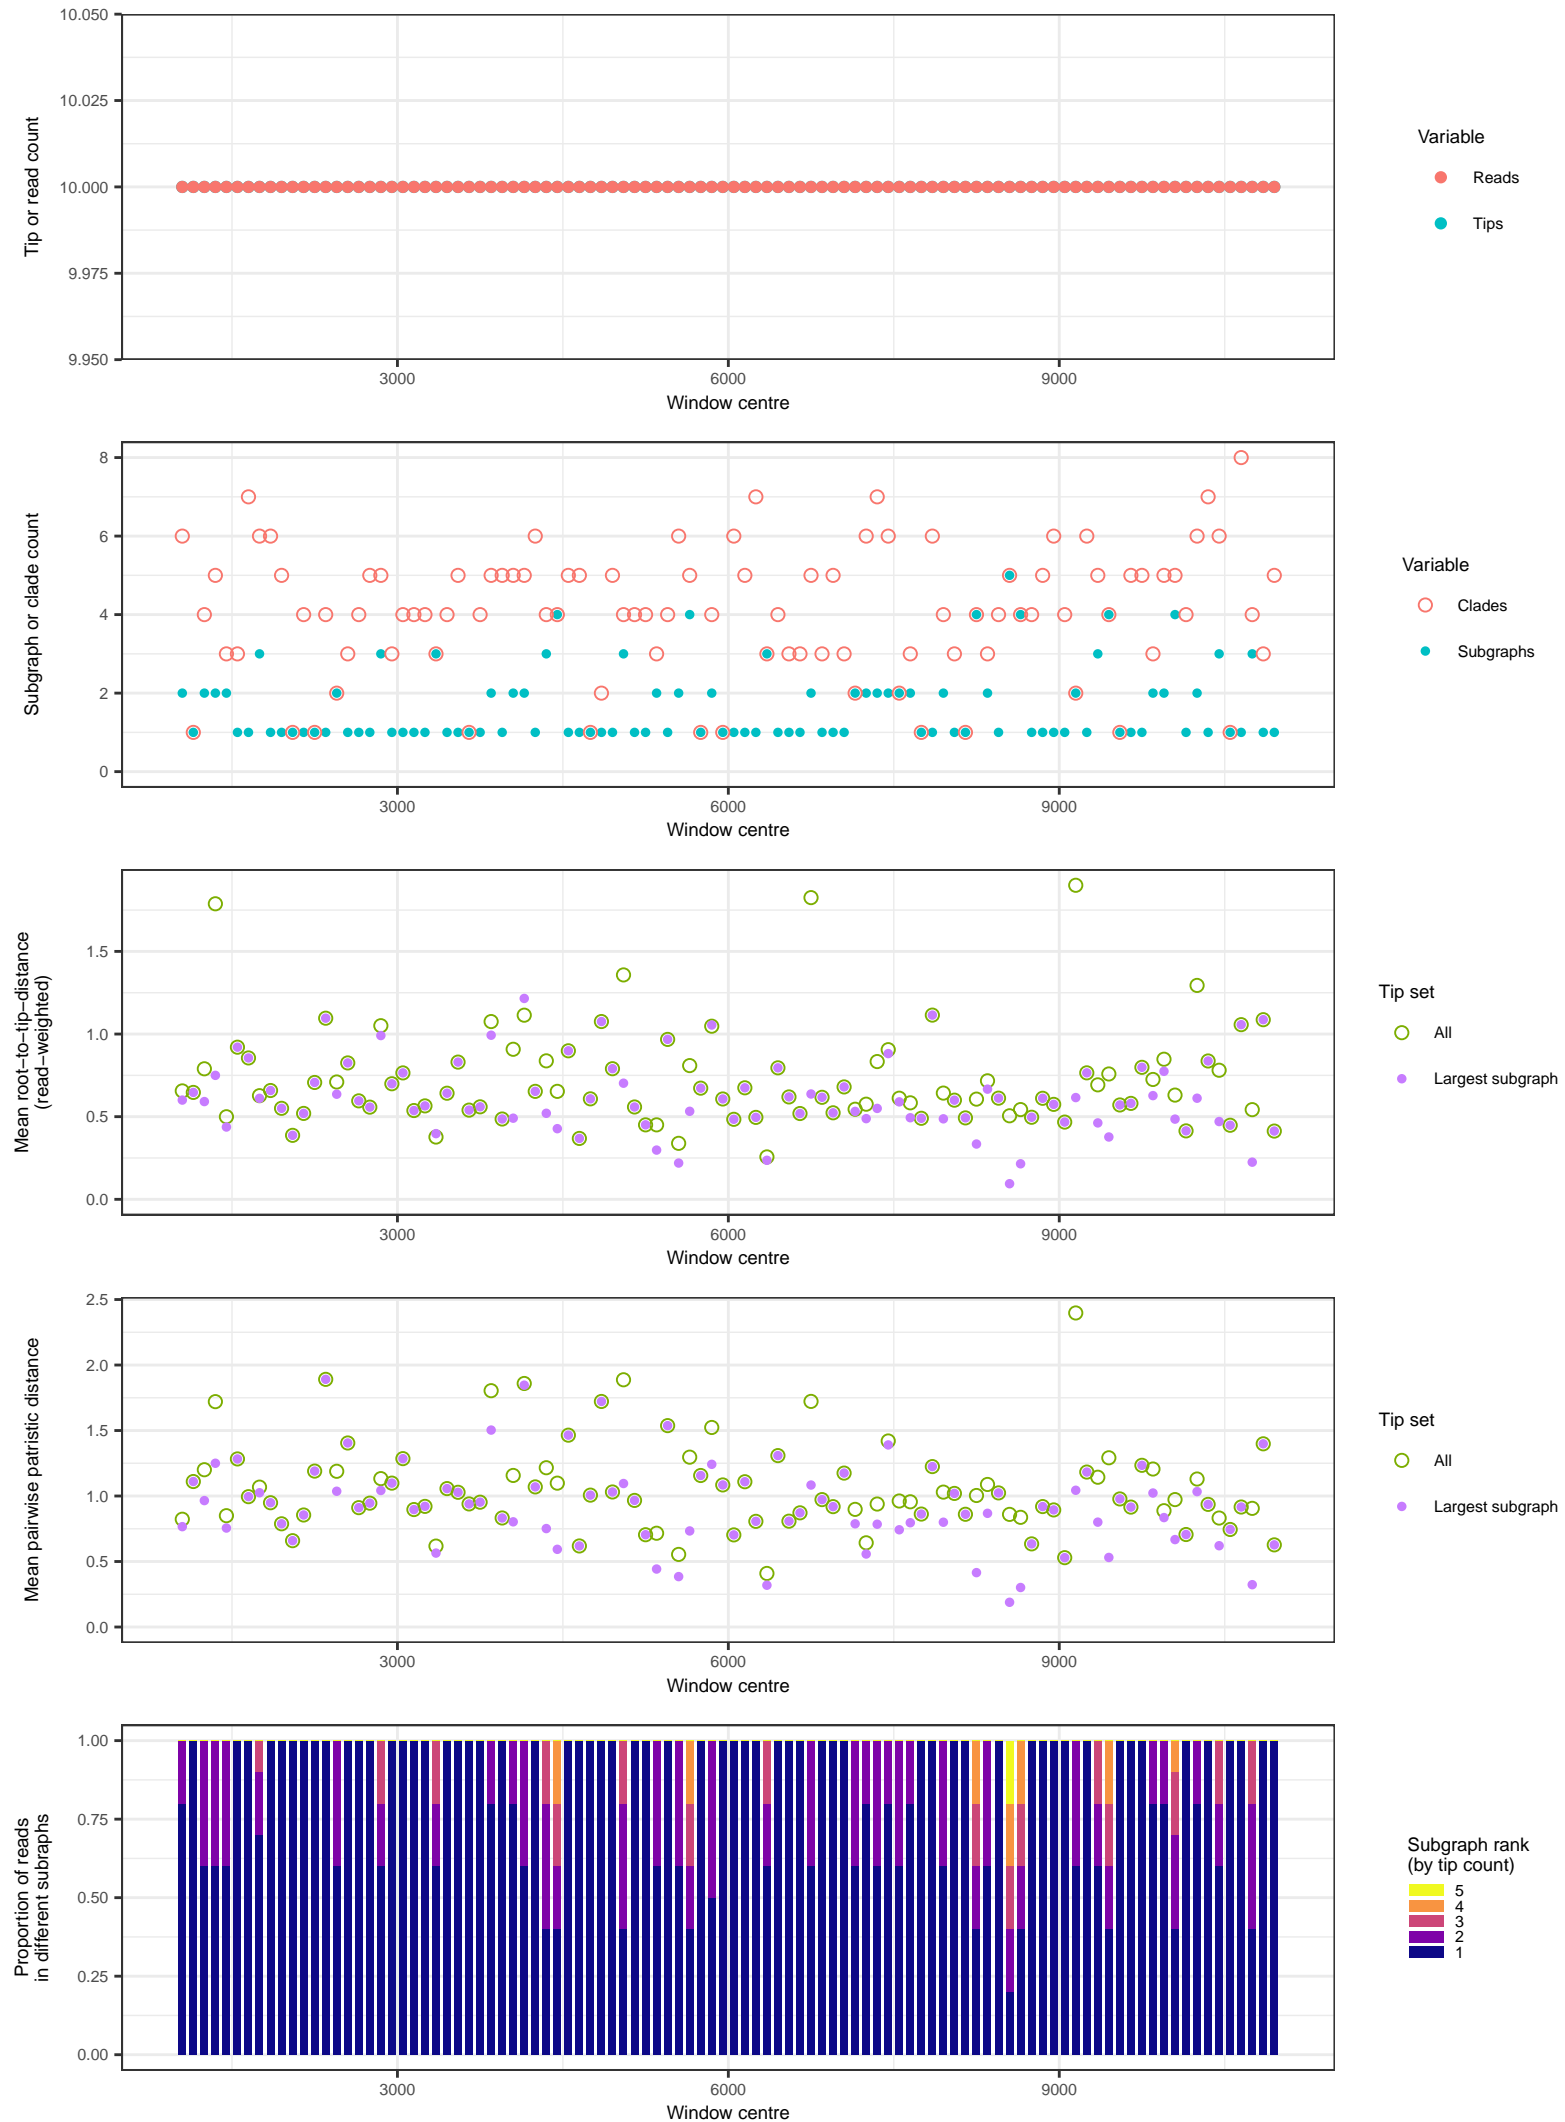 10.050
10.025
10.000
9.975
9.950
Tip or read count
3000 6000 9000
Window centre
Variable
Reads
Tips
8
6
4
2
0
Subgraph or clade count
3000 6000 9000
Window centre
Variable
Clades
Subgraphs
1.5
1.0
0.5
0.0
Mean root−to−tip−distance
(read−weighted)
3000 6000 9000
Window centre
Tip set
All
Largest subgraph
2.5
2.0
1.5
1.0
0.5
0.0
Mean pairwise patristic distance
3000 6000 9000
Window centre
Tip set
All
Largest subgraph
1.00
0.75
0.50
0.25
0.00
Proportion of reads
in different subraphs
3000 6000 9000
Window centre
Subgraph rank
(by tip count)
5
4
3
2
1